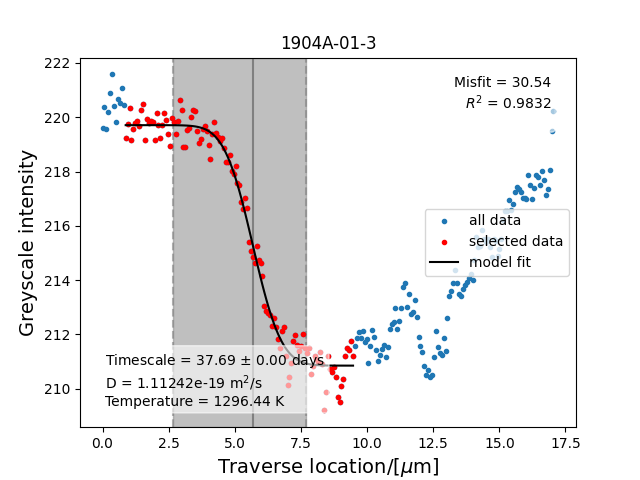 1904A-01-3
222
220
218
216
214
212
210
Greyscale intensity
Misfit = 30.54
R² = 0.9832
all data
selected data
model fit
Timescale = 37.69 ± 0.00 days
D = 1.11242e-19 m²/s
Temperature = 1296.44 K
0.0 2.5 5.0 7.5 10.0 12.5 15.0 17.5
Traverse location/[μm]